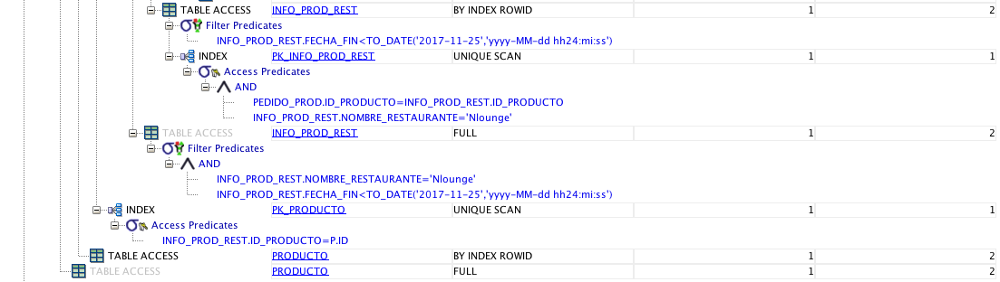 TABLE ACCESS INFO_PROD_REST BY INDEX ROWID 1 2
Filter Predicates
INFO_PROD_REST.FECHA_FIN<TO_DATE('2017-11-25','yyyy-MM-dd hh24:mi:ss')
INDEX PK_INFO_PROD_REST UNIQUE SCAN 1 1
Access Predicates
AND
PEDIDO_PROD.ID_PRODUCTO=INFO_PROD_REST.ID_PRODUCTO
INFO_PROD_REST.NOMBRE_RESTAURANTE='Nlounge'
TABLE ACCESS INFO_PROD_REST FULL 1 2
Filter Predicates
AND
INFO_PROD_REST.NOMBRE_RESTAURANTE='Nlounge'
INFO_PROD_REST.FECHA_FIN<TO_DATE('2017-11-25','yyyy-MM-dd hh24:mi:ss')
INDEX PK_PRODUCTO UNIQUE SCAN 1 1
Access Predicates
INFO_PROD_REST.ID_PRODUCTO=P.ID
TABLE ACCESS PRODUCTO BY INDEX ROWID 1 2
TABLE ACCESS PRODUCTO FULL 1 2